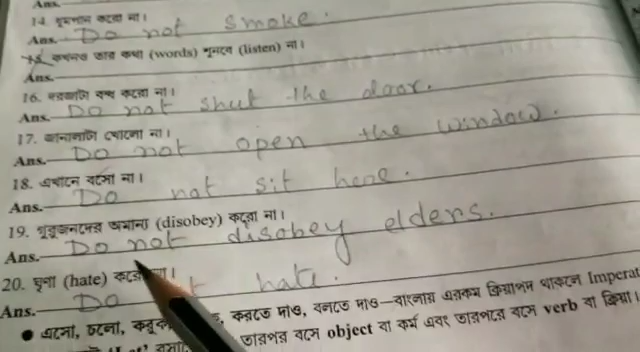 Ans.
14. ধূমপান করো না।
Ans. Do not smoke.
15. কখনও তার কথা (words) শুনবে (listen) না।
Ans.
16. দরজাটা বন্ধ করো না।
Ans. Do not shut the door.
17. জানালাটা খোলো না।
Ans. Do not open the window.
18. এখানে বসো না।
Ans. Do not sit here.
19. গুরুজনদের অমান্য (disobey) করো না।
Ans. Do not disobey elders.
20. ঘৃণা (hate) করো না।
Ans. Do hate.
● এসো, চলো, করতে দাও, বলতে দাও—বাংলায় এরকম ক্রিয়াপদ থাকলে Imperat
তারপর বসে object বা কর্ম এবং তারপরে বসে verb বা ক্রিয়া।